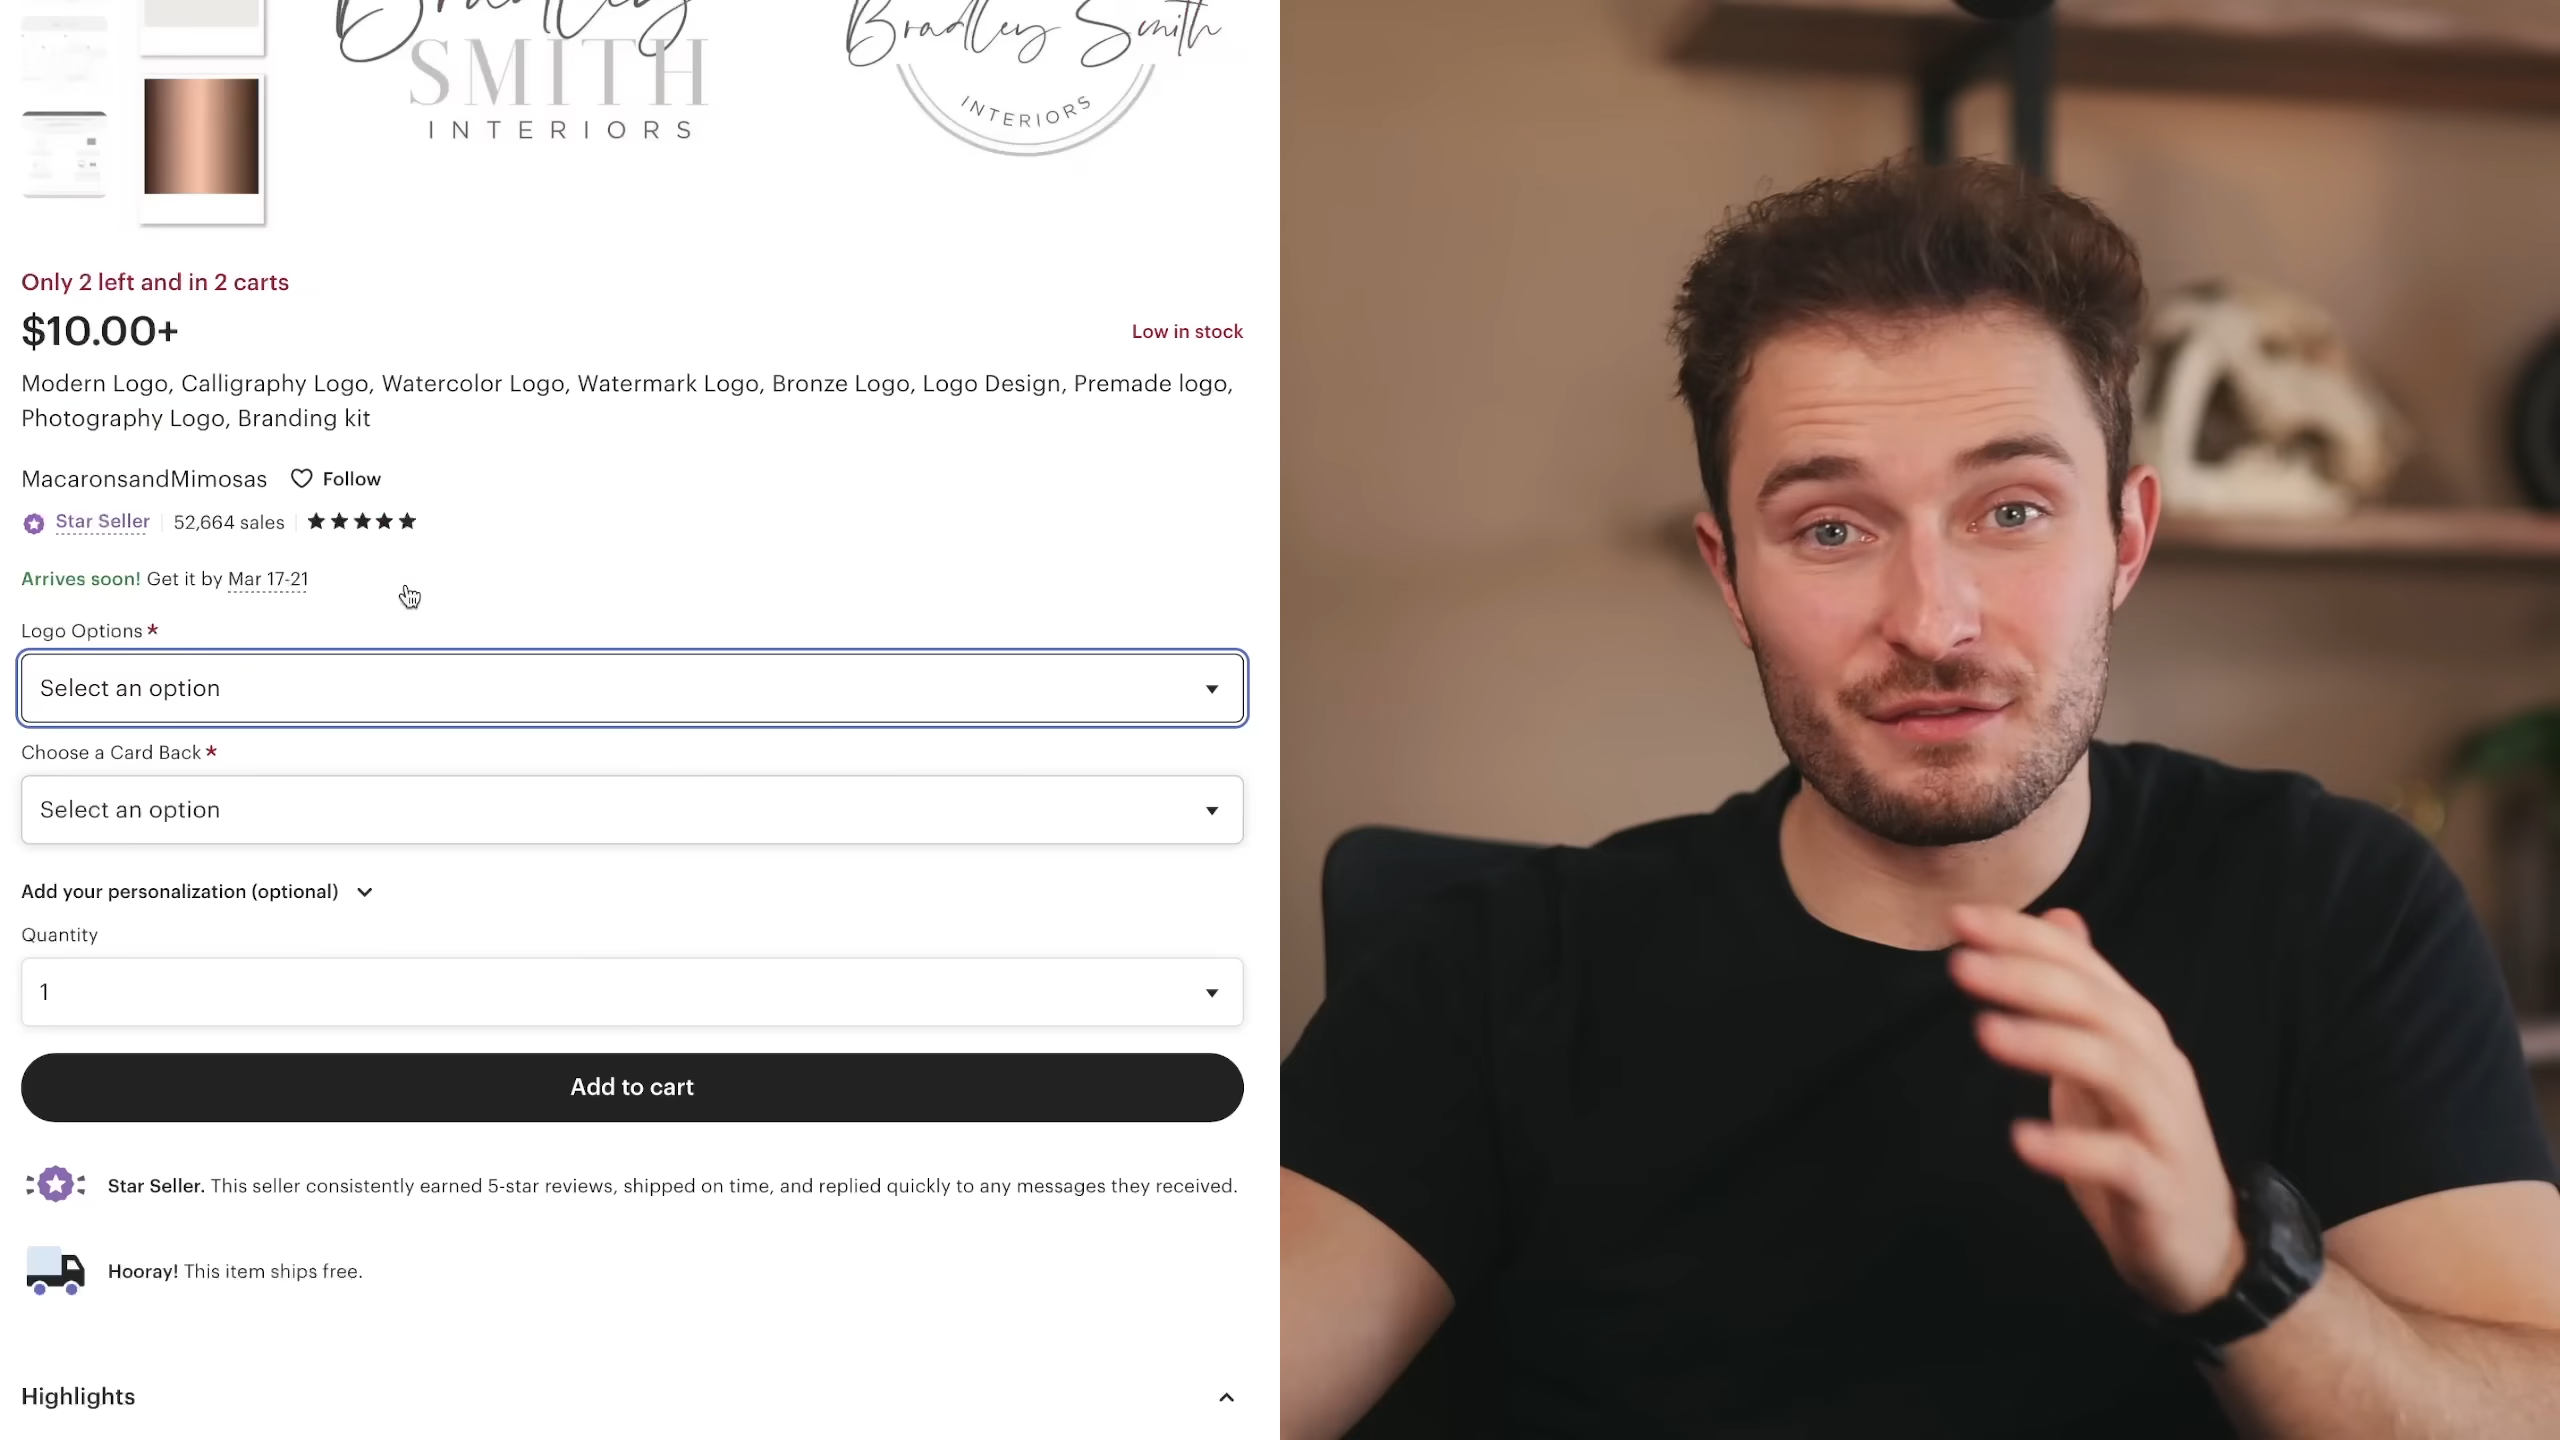 Bradley
SMITH
INTERIORS
Bradley Smith
INTERIORS
Only 2 left and in 2 carts
$10.00+
Low in stock
Modern Logo, Calligraphy Logo, Watercolor Logo, Watermark Logo, Bronze Logo, Logo Design, Premade logo,
Photography Logo, Branding kit
MacaronsandMimosas Follow
Star Seller 52,664 sales
Arrives soon! Get it by Mar 17-21
Logo Options *
Select an option
Choose a Card Back *
Select an option
Add your personalization (optional)
Quantity
1
Add to cart
Star Seller. This seller consistently earned 5-star reviews, shipped on time, and replied quickly to any messages they received.
Hooray! This item ships free.
Highlights